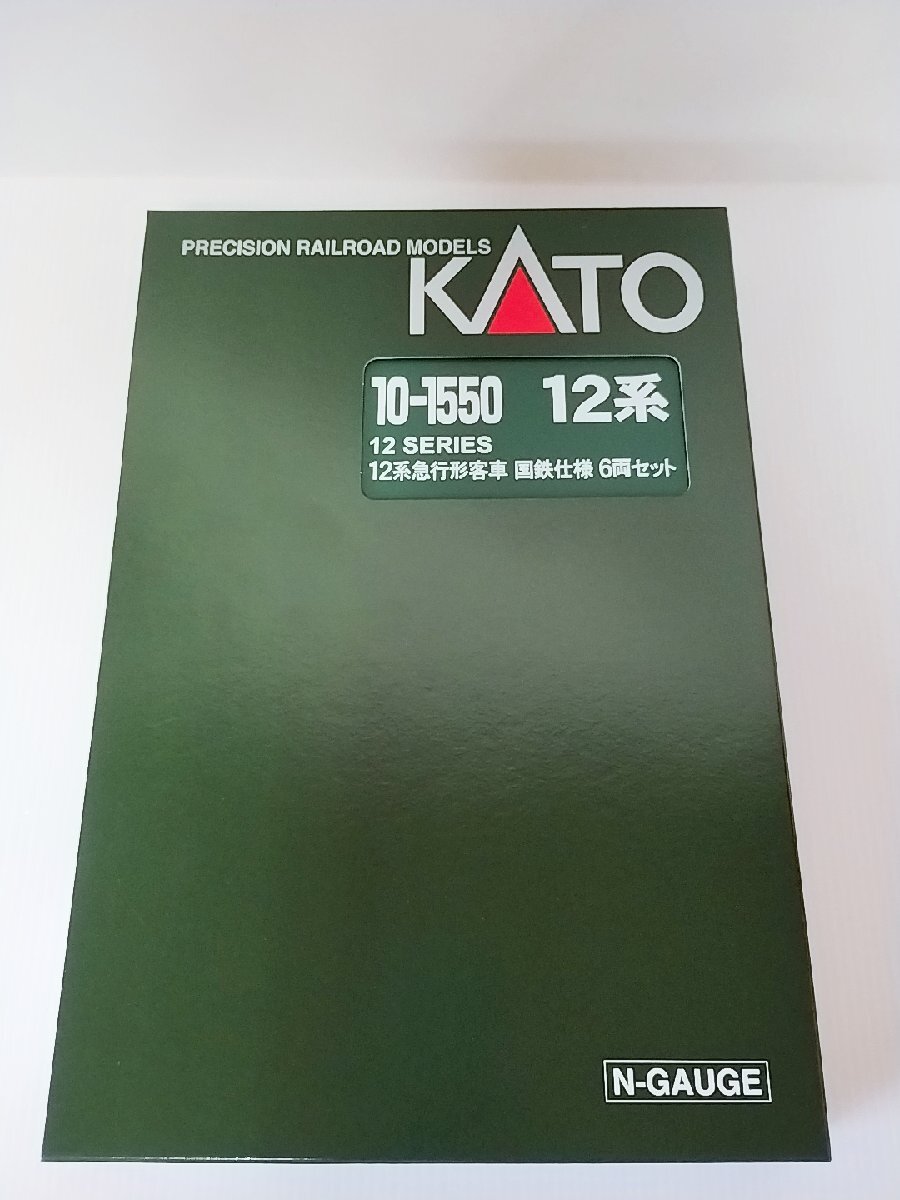 PRECISION RAILROAD MODELS
KATO
10-1550 12系
12 SERIES
12系急行形客車 国鉄仕様 6両セット
N-GAUGE